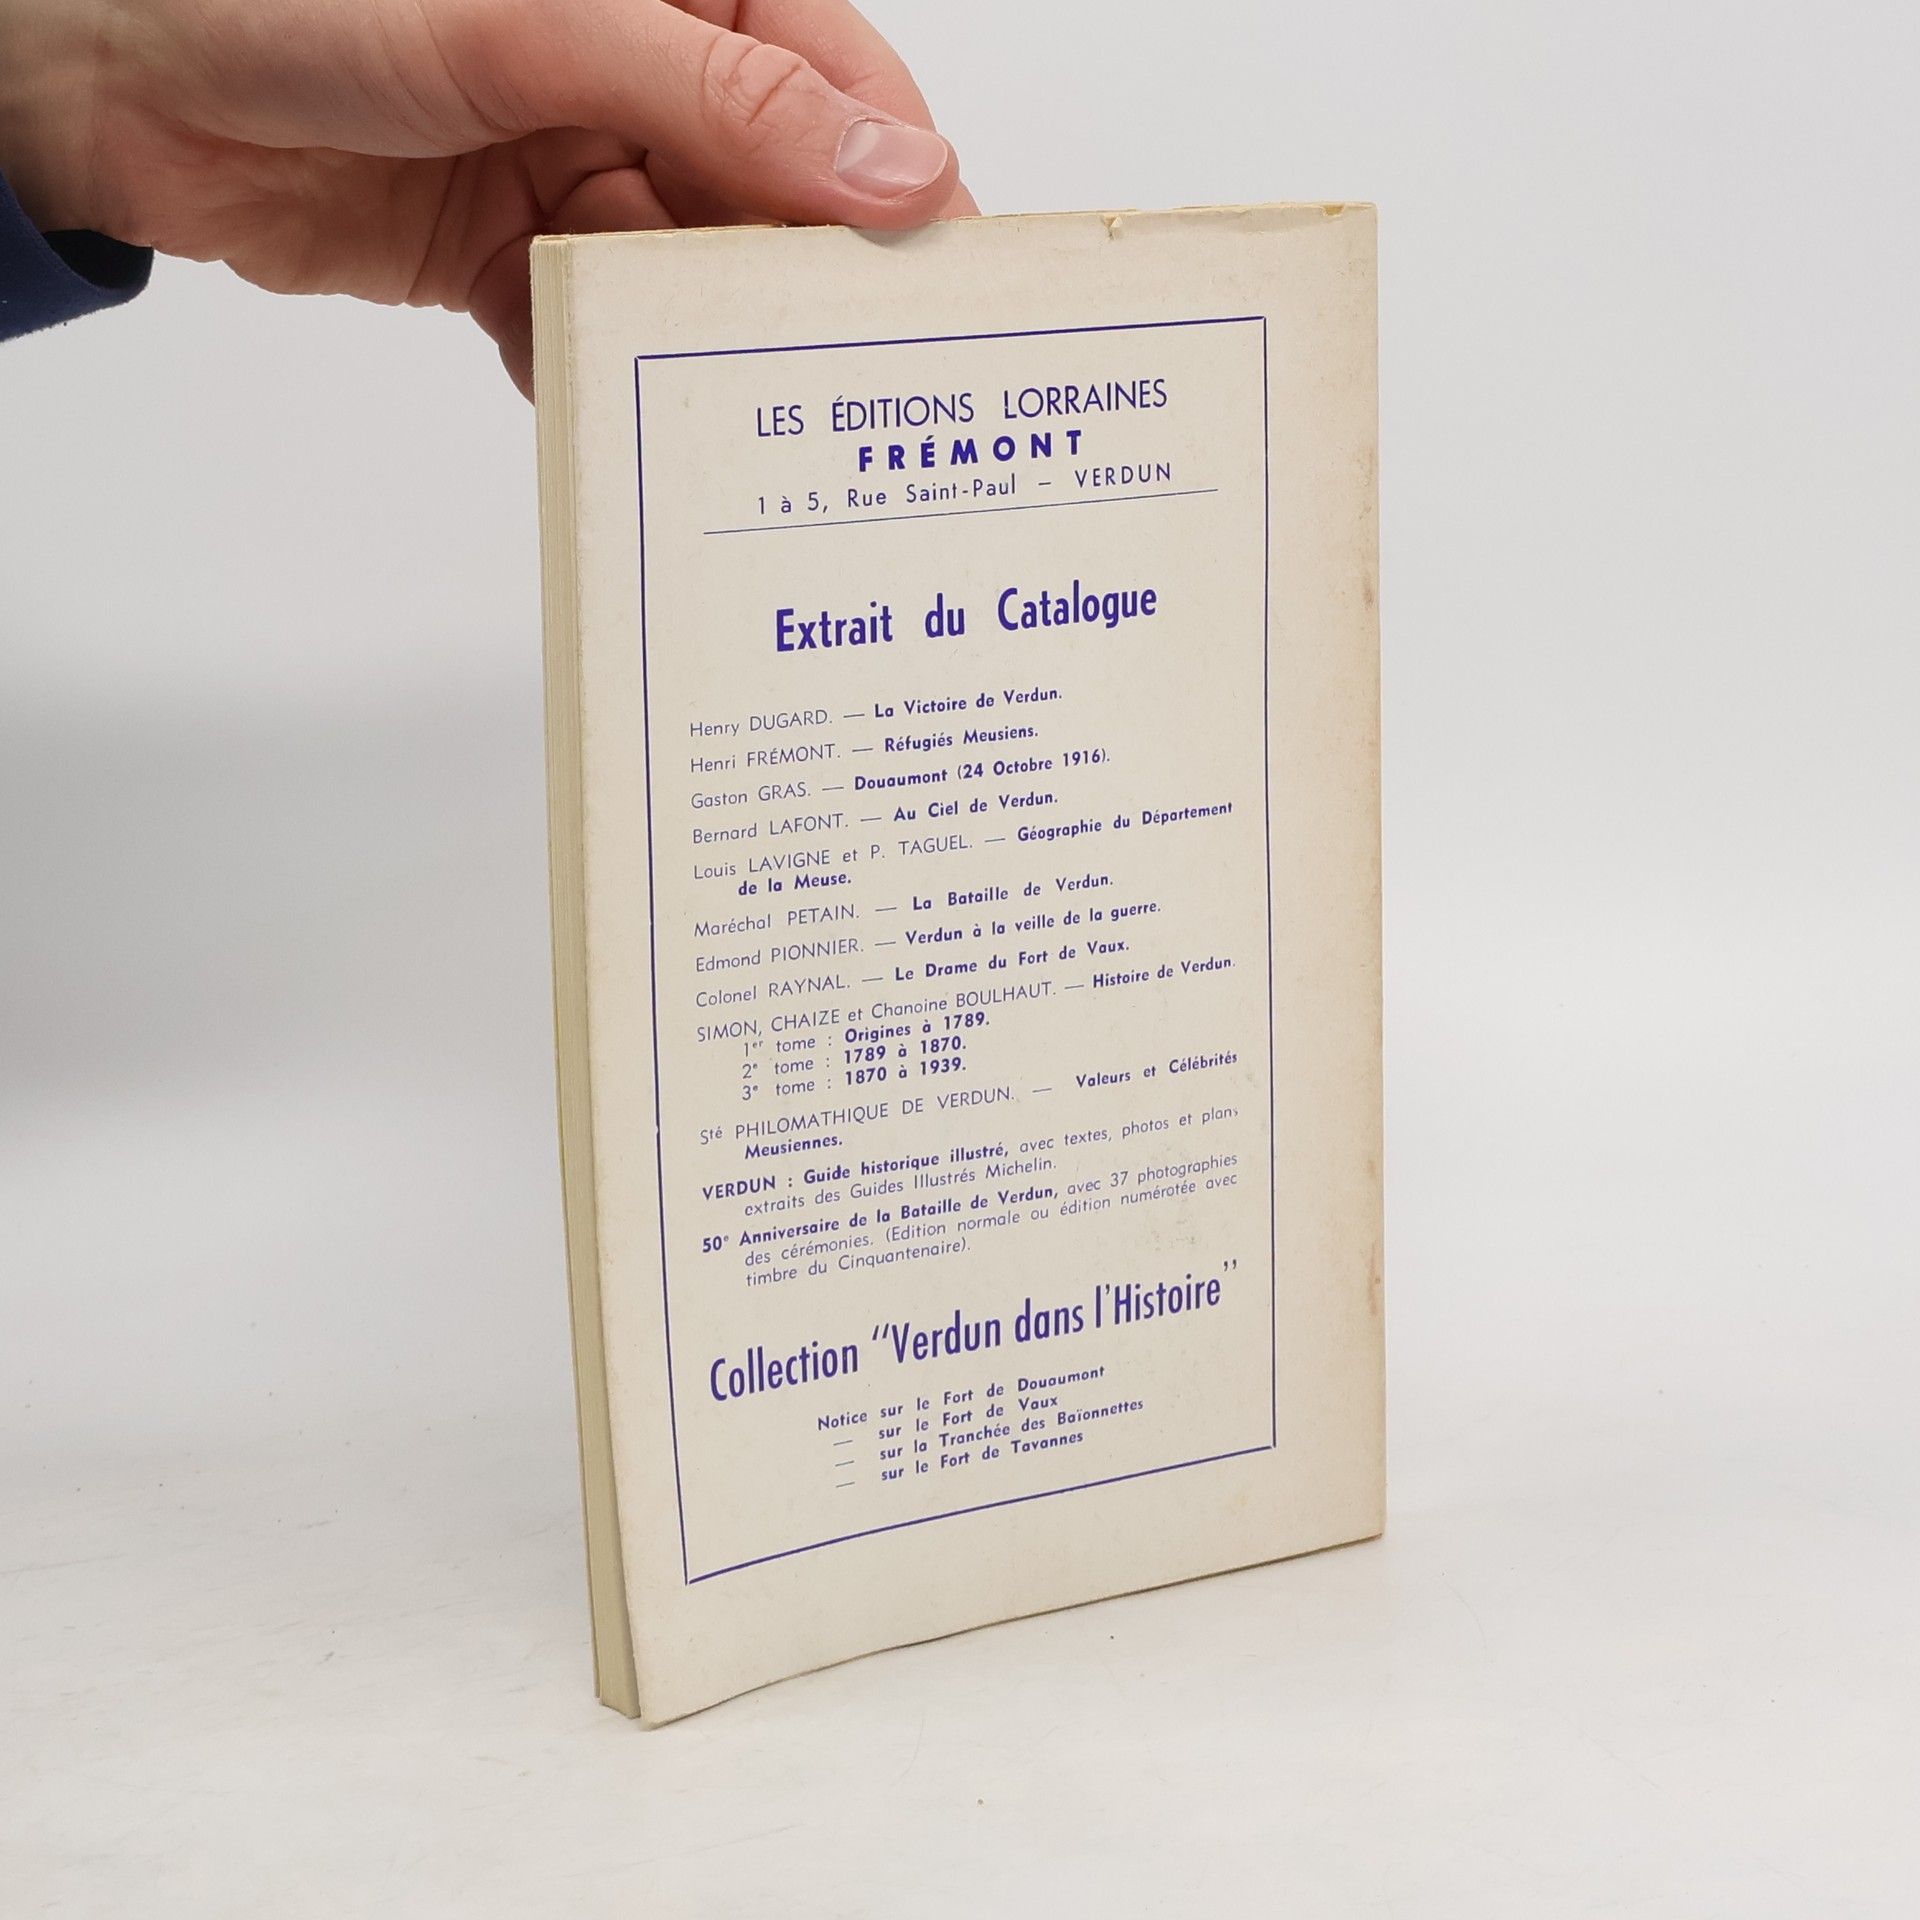 LES ÉDITIONS LORRAINES
FRÉMONT
1 à 5, Rue Saint-Paul – VERDUN
Extrait du Catalogue
Henry DUGARD. — La Victoire de Verdun.
Henri FRÉMONT. — Réfugiés Meusiens.
Gaston GRAS. — Douaumont (24 Octobre 1916).
Bernard LAFONT. — Au Ciel de Verdun.
Louis LAVIGNE et P. TAGUEL. — Géographie du Département
de la Meuse.
Maréchal PETAIN. — La Bataille de Verdun.
Edmond PIONNIER. — Verdun à la veille de la guerre.
Colonel RAYNAL. — Le Drame du Fort de Vaux.
SIMON, CHAIZE et Chanoine BOULHAUT. — Histoire de Verdun.
1er tome : Origines à 1789.
2e tome : 1789 à 1870.
3e tome : 1870 à 1939.
Sté PHILOMATHIQUE DE VERDUN. — Valeurs et Célébrités
Meusiennes.
VERDUN : Guide historique illustré, avec textes, photos et plans
extraits des Guides Illustrés Michelin.
50e Anniversaire de la Bataille de Verdun, avec 37 photographies
des cérémonies. (Edition normale ou édition numérotée avec
timbre du Cinquantenaire).
Collection "Verdun dans l'Histoire"
Notice sur le Fort de Douaumont
— sur le Fort de Vaux
— sur la Tranchée des Baïonnettes
— sur le Fort de Tavannes